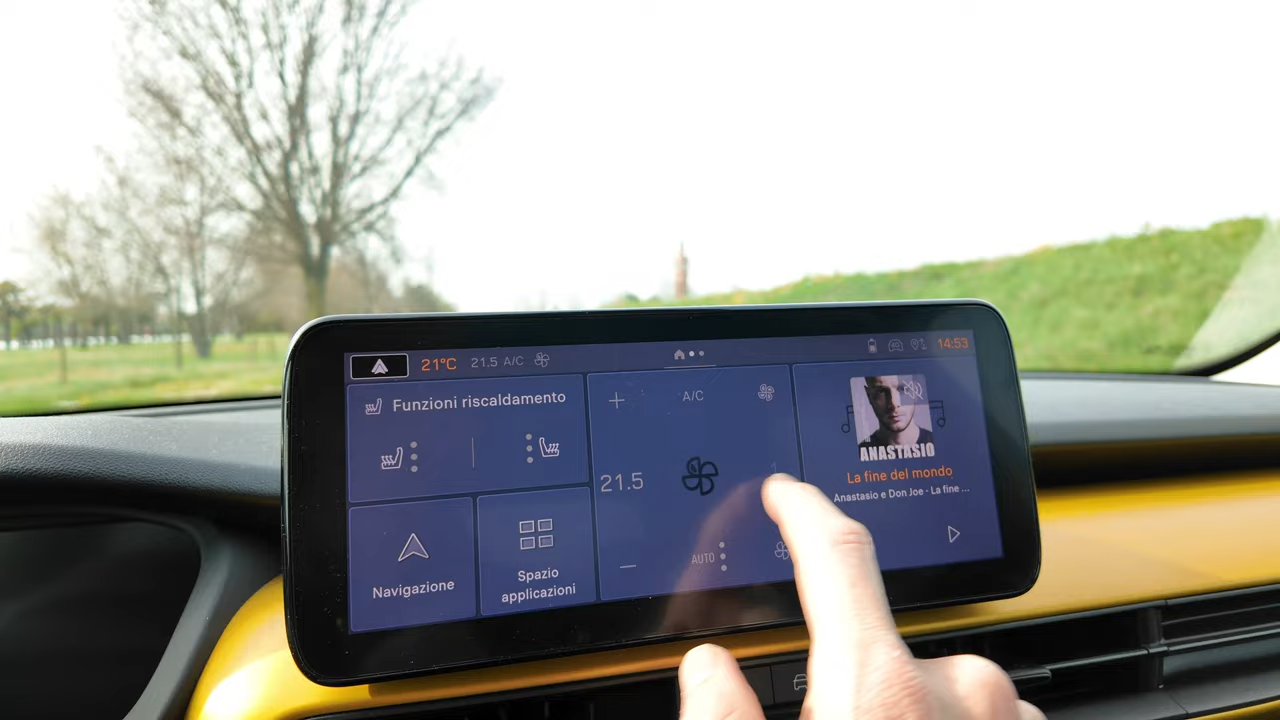 21°C 21.5 A/C 14:53
Funzioni riscaldamento
A/C
21.5
AUTO
Navigazione
Spazio
applicazioni
ANASTASIO
La fine del mondo
Anastasio e Don Joe - La fine ...